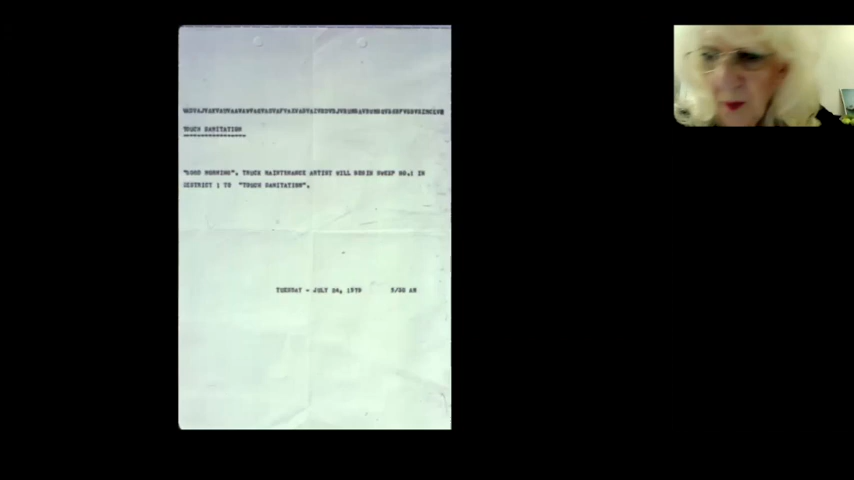 TOUCH SANITATION
"GOOD MORNING", TRUCK MAINTENANCE ARTIST WILL BEGIN SWEEP NO.1 IN
DISTRICT 1 TO "TOUCH SANITATION".
TUESDAY - JULY 24, 1979 5/00 AM